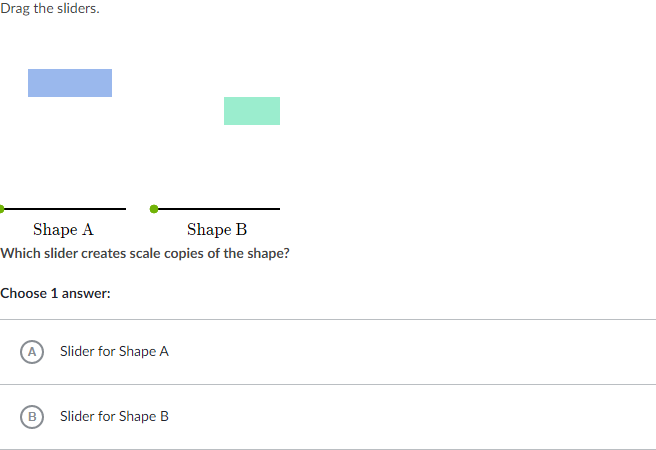 Drag the sliders.
Shape A
Shape B
Which slider creates scale copies of the shape?
Choose 1 answer:
A Slider for Shape A
B Slider for Shape B